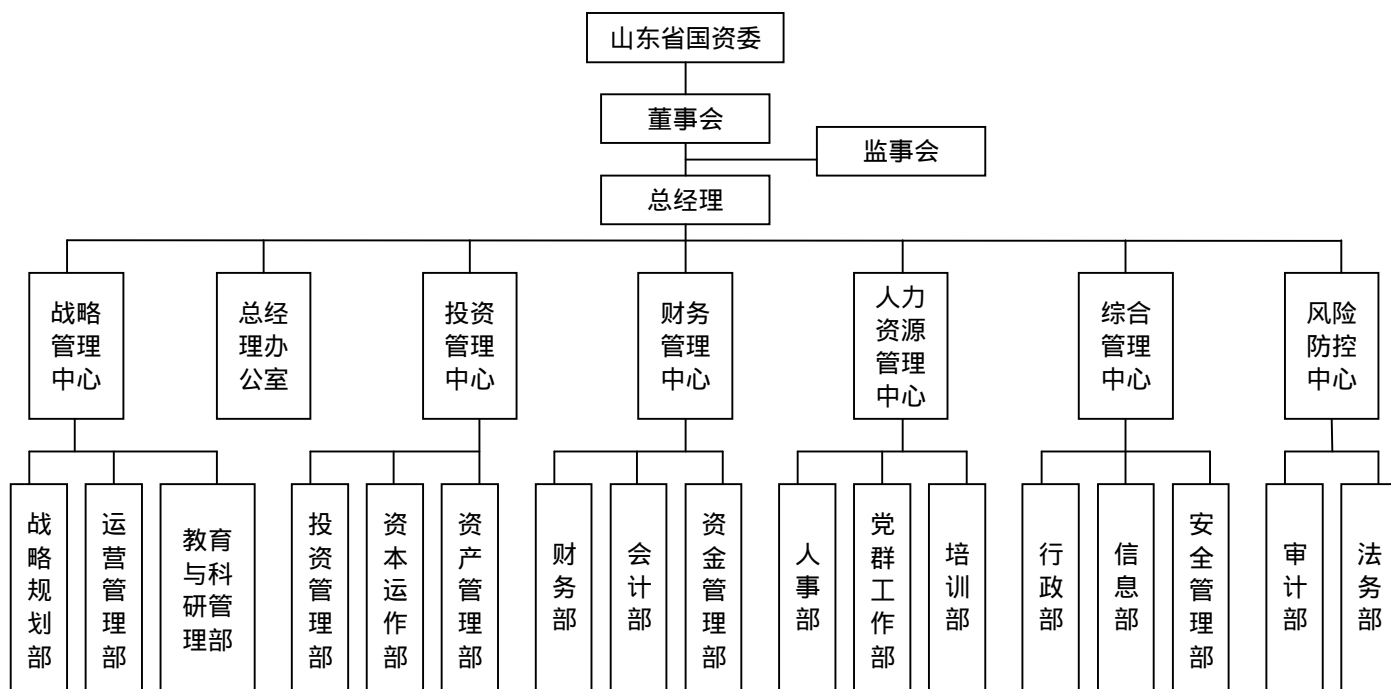 山东省国资委
董事会
监事会
总经理
战略
管理
中心
总经
理办
公室
投资
管理
中心
财务
管理
中心
人力
资源
管理
中心
综合
管理
中心
风险
防控
中心
战略规划部
运营管理部
教育
与科
研管
理部
投资管理部
资本运作部
资产管理部
财务部
会计部
资金管理部
人事部
党群工作部
培训部
行政部
信息部
安全管理部
审计部
法务部